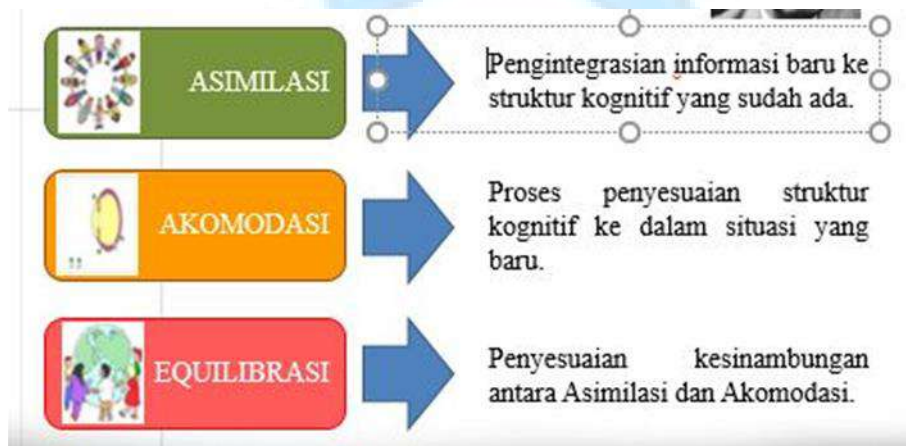 ASIMILASI
Pengintegrasian informasi baru ke
struktur kognitif yang sudah ada.
AKOMODASI
Proses penyesuaian struktur
kognitif ke dalam situasi yang
baru.
EQUILIBRASI
Penyesuaian kesinambungan
antara Asimilasi dan Akomodasi.